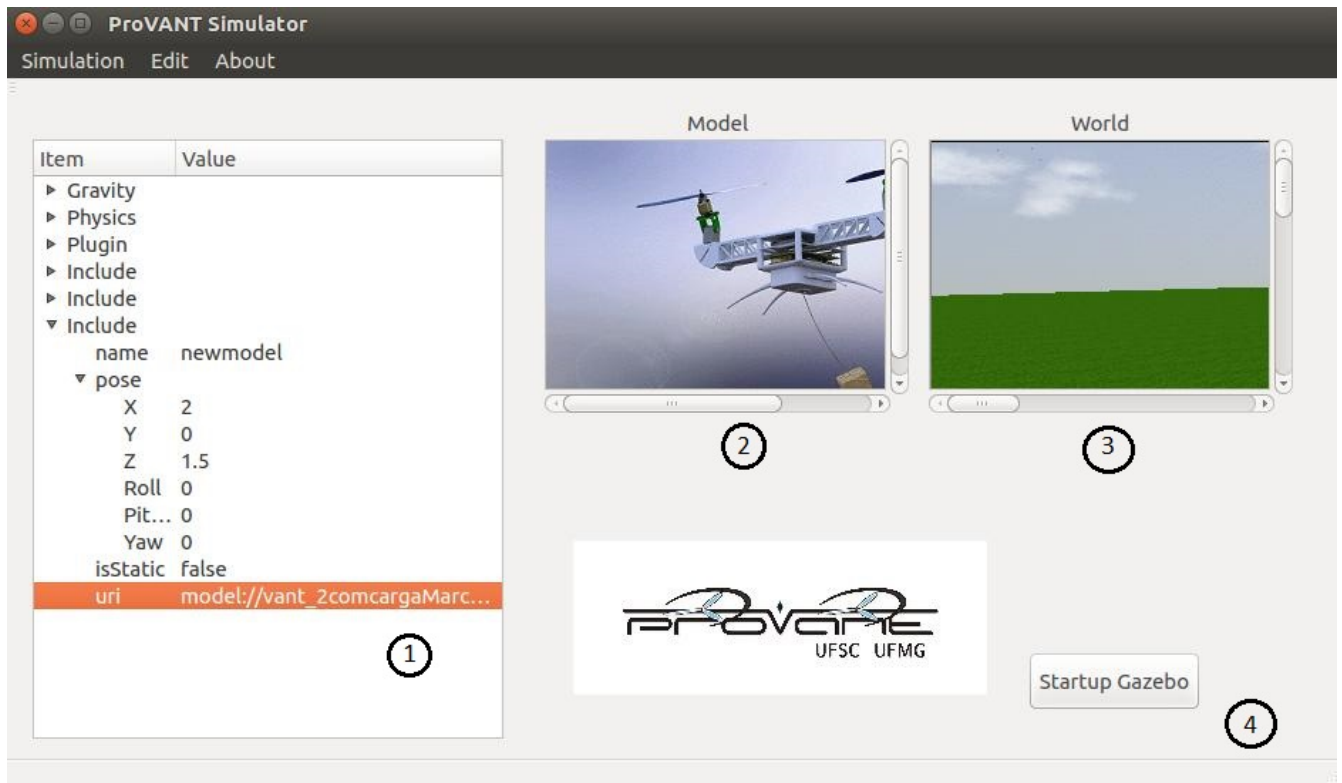 ProVANT Simulator
Simulation Edit About
Model
World
Item Value
Gravity
Physics
Plugin
Include
Include
Include
name newmodel
pose
X 2
Y 0
Z 1.5
Roll 0
Pit... 0
Yaw 0
isStatic false
uri model://vant_2comcargaMarc...
1
2
3
ProVANT
UFSC UFMG
Startup Gazebo
4